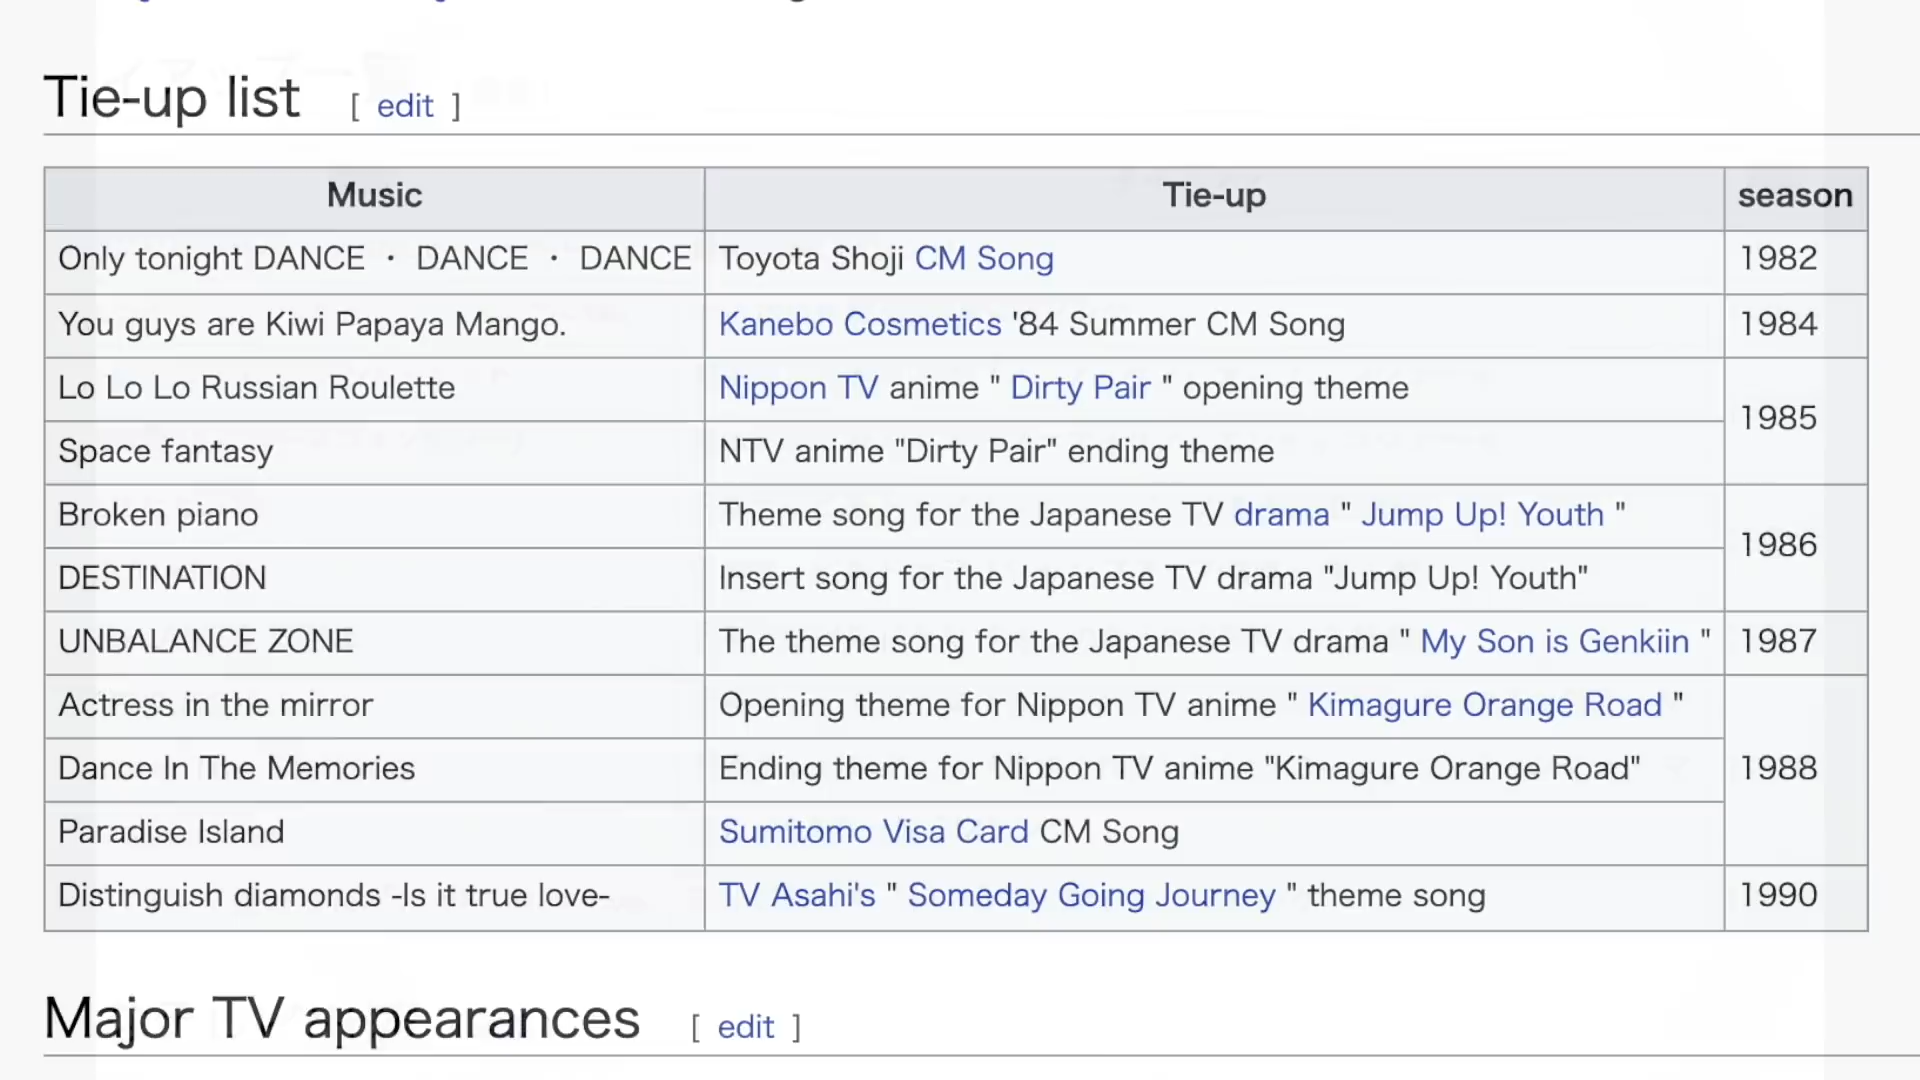 Tie-up list [ edit ]
Music Tie-up season
Only tonight DANCE ・ DANCE ・ DANCE Toyota Shoji CM Song 1982
You guys are Kiwi Papaya Mango. Kanebo Cosmetics '84 Summer CM Song 1984
Lo Lo Lo Russian Roulette Nippon TV anime " Dirty Pair " opening theme
1985
Space fantasy NTV anime "Dirty Pair" ending theme
Broken piano Theme song for the Japanese TV drama " Jump Up! Youth "
1986
DESTINATION Insert song for the Japanese TV drama "Jump Up! Youth"
UNBALANCE ZONE The theme song for the Japanese TV drama " My Son is Genkiin " 1987
Actress in the mirror Opening theme for Nippon TV anime " Kimagure Orange Road "
Dance In The Memories Ending theme for Nippon TV anime "Kimagure Orange Road" 1988
Paradise Island Sumitomo Visa Card CM Song
Distinguish diamonds -Is it true love- TV Asahi's " Someday Going Journey " theme song 1990
Major TV appearances [ edit ]